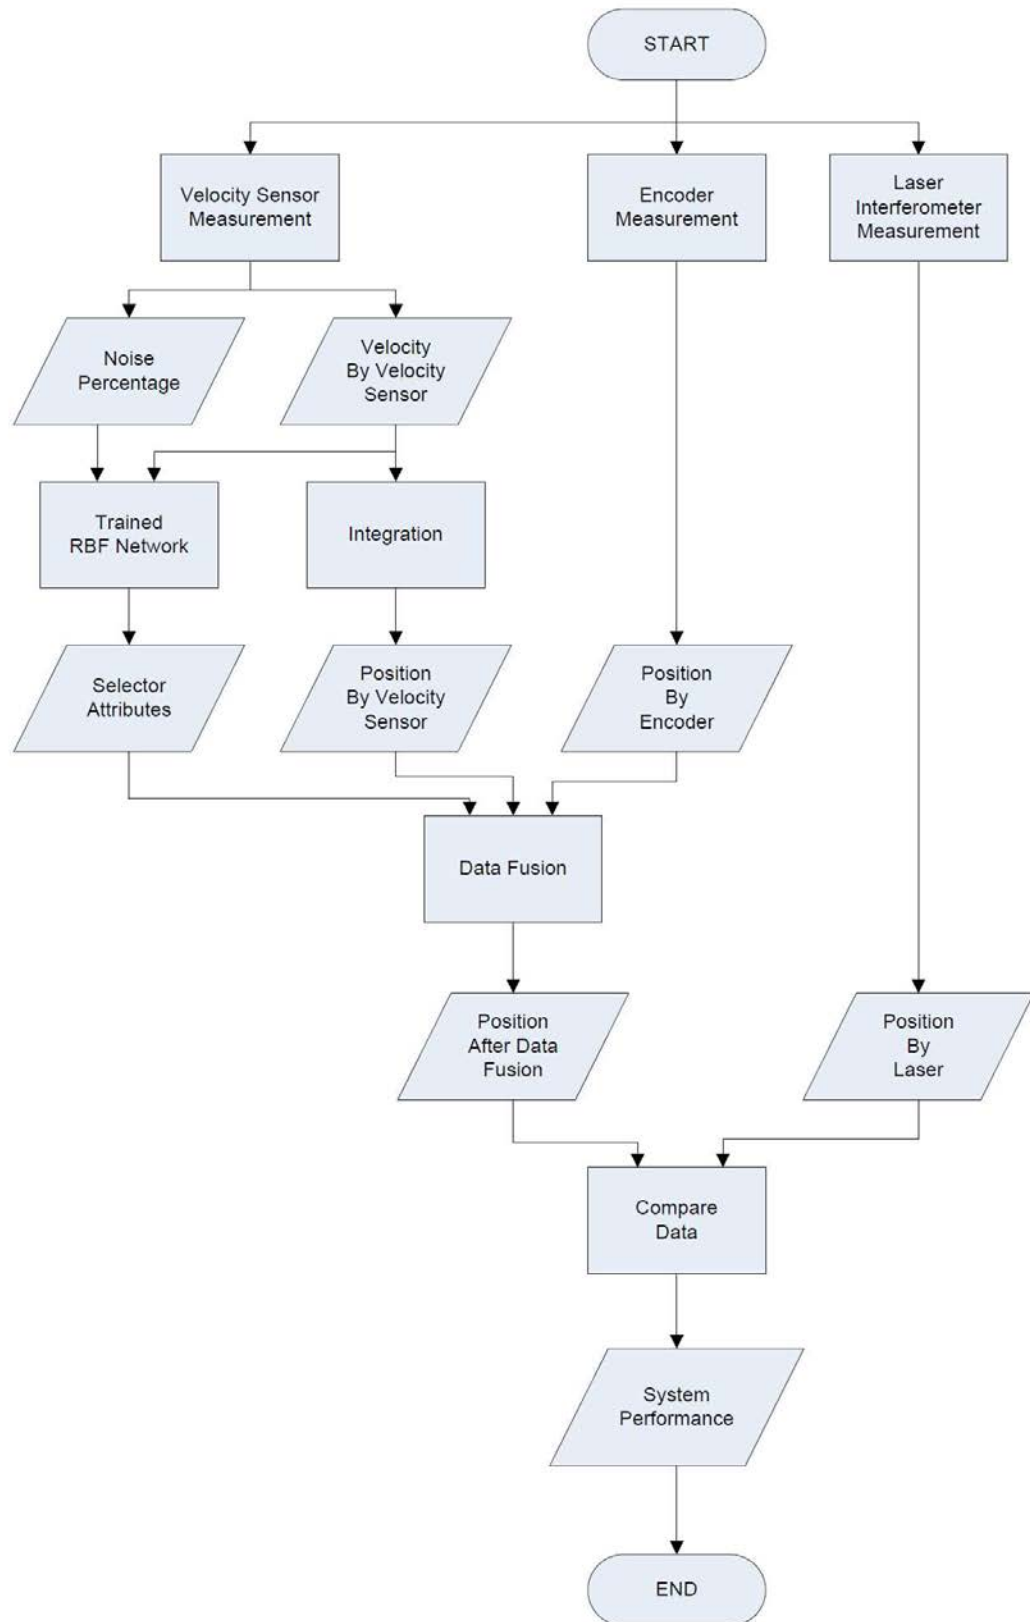 START
Velocity Sensor
Measurement
Encoder
Measurement
Laser
Interferometer
Measurement
Noise
Percentage
Velocity
By Velocity
Sensor
Trained
RBF Network
Integration
Selector
Attributes
Position
By Velocity
Sensor
Position
By
Encoder
Data Fusion
Position
After Data
Fusion
Position
By
Laser
Compare
Data
System
Performance
END